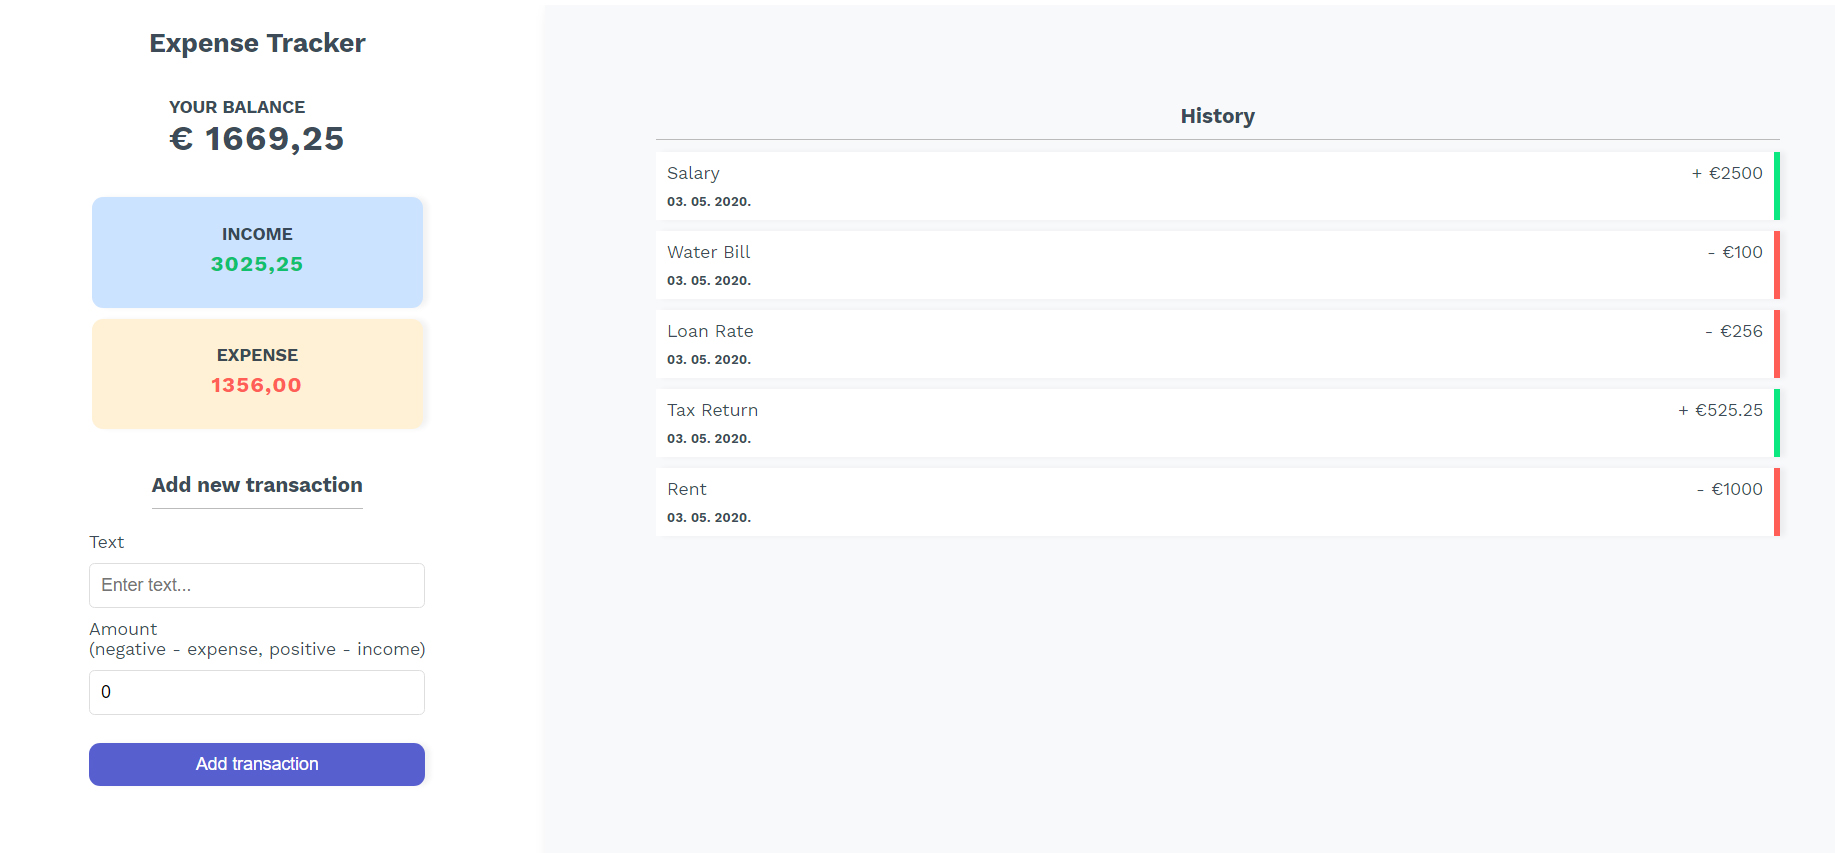 Expense Tracker
YOUR BALANCE
€ 1669,25
INCOME
3025,25
EXPENSE
1356,00
Add new transaction
Text
Enter text...
Amount
(negative - expense, positive - income)
0
Add transaction
History
Salary + €2500
03. 05. 2020.
Water Bill - €100
03. 05. 2020.
Loan Rate - €256
03. 05. 2020.
Tax Return + €525.25
03. 05. 2020.
Rent - €1000
03. 05. 2020.